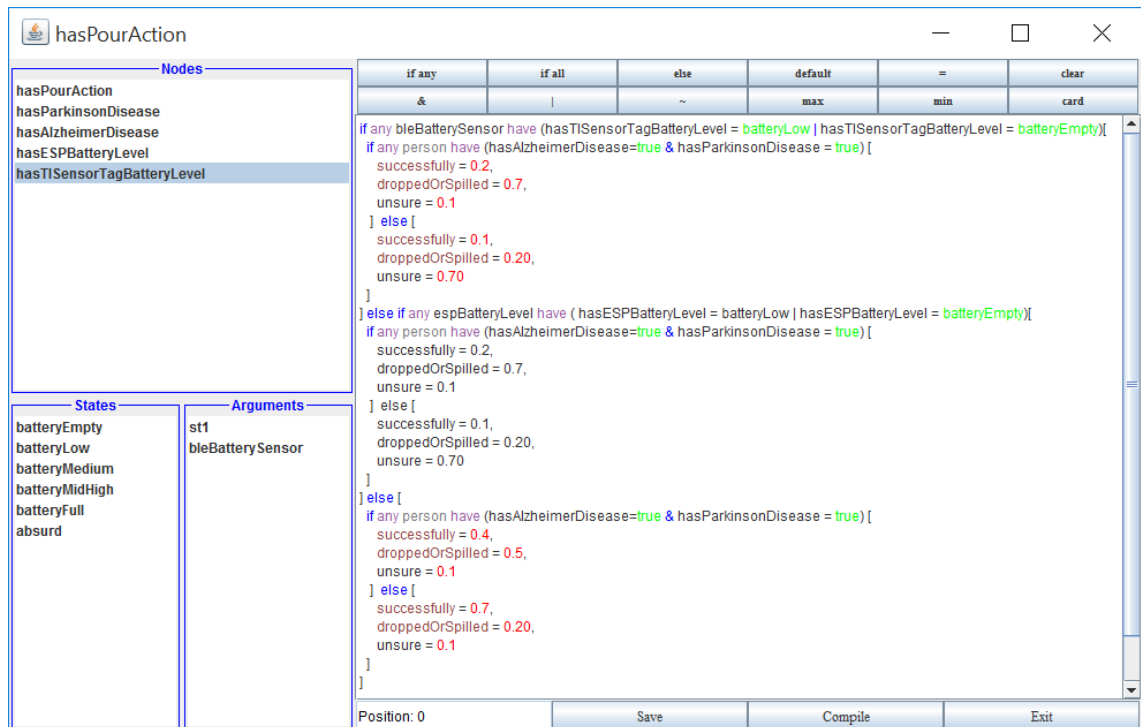 hasPourAction
Nodes
hasPourAction
hasParkinsonDisease
hasAlzheimerDisease
hasESPBatteryLevel
hasTISensorTagBatteryLevel
States
batteryEmpty
batteryLow
batteryMedium
batteryMidHigh
batteryFull
absurd
Arguments
st1
bleBatterySensor
if any if all else default = clear
& | ~ max min card
if any bleBatterySensor have (hasTISensorTagBatteryLevel = batteryLow | hasTISensorTagBatteryLevel = batteryEmpty)[
if any person have (hasAlzheimerDisease=true & hasParkinsonDisease = true) [
successfully = 0.2,
droppedOrSpilled = 0.7,
unsure = 0.1
] else [
successfully = 0.1,
droppedOrSpilled = 0.20,
unsure = 0.70
]
] else if any espBatteryLevel have ( hasESPBatteryLevel = batteryLow | hasESPBatteryLevel = batteryEmpty)[
if any person have (hasAlzheimerDisease=true & hasParkinsonDisease = true) [
successfully = 0.2,
droppedOrSpilled = 0.7,
unsure = 0.1
] else [
successfully = 0.1,
droppedOrSpilled = 0.20,
unsure = 0.70
]
] else [
if any person have (hasAlzheimerDisease=true & hasParkinsonDisease = true) [
successfully = 0.4,
droppedOrSpilled = 0.5,
unsure = 0.1
] else [
successfully = 0.7,
droppedOrSpilled = 0.20,
unsure = 0.1
]
]
Position: 0 Save Compile Exit